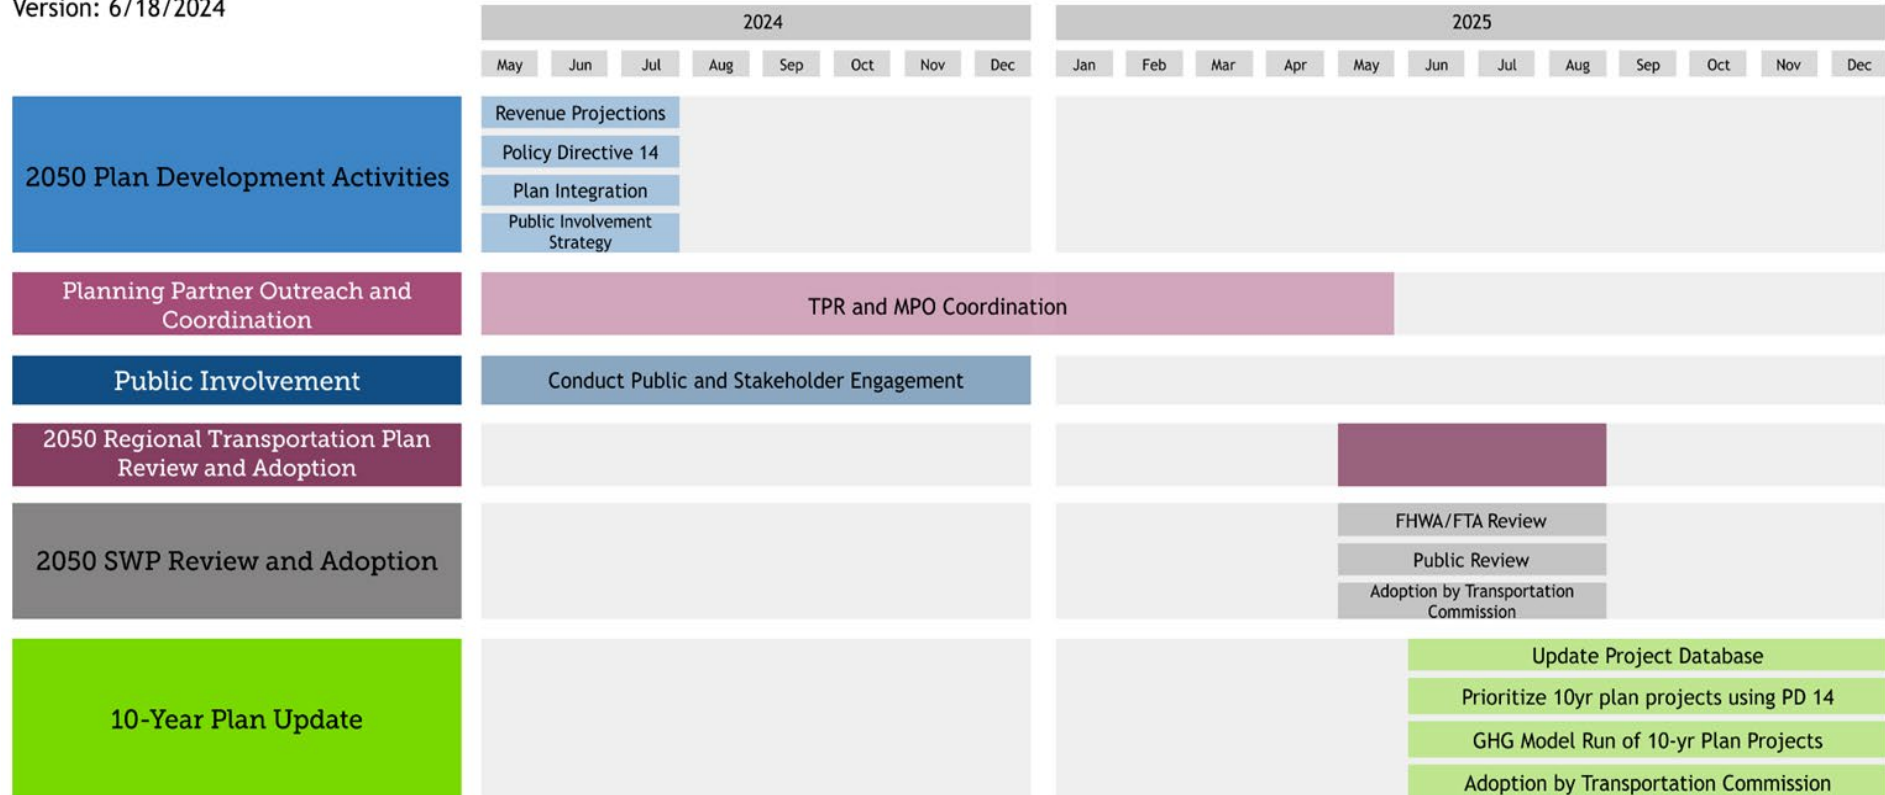 Version: 6/18/2024
2024
2025
May Jun Jul Aug Sep Oct Nov Dec Jan Feb Mar Apr May Jun Jul Aug Sep Oct Nov Dec
2050 Plan Development Activities
Revenue Projections
Policy Directive 14
Plan Integration
Public Involvement
Strategy
Planning Partner Outreach and
Coordination
TPR and MPO Coordination
Public Involvement
Conduct Public and Stakeholder Engagement
2050 Regional Transportation Plan
Review and Adoption
2050 SWP Review and Adoption
FHWA/FTA Review
Public Review
Adoption by Transportation
Commission
10-Year Plan Update
Update Project Database
Prioritize 10yr plan projects using PD 14
GHG Model Run of 10-yr Plan Projects
Adoption by Transportation Commission